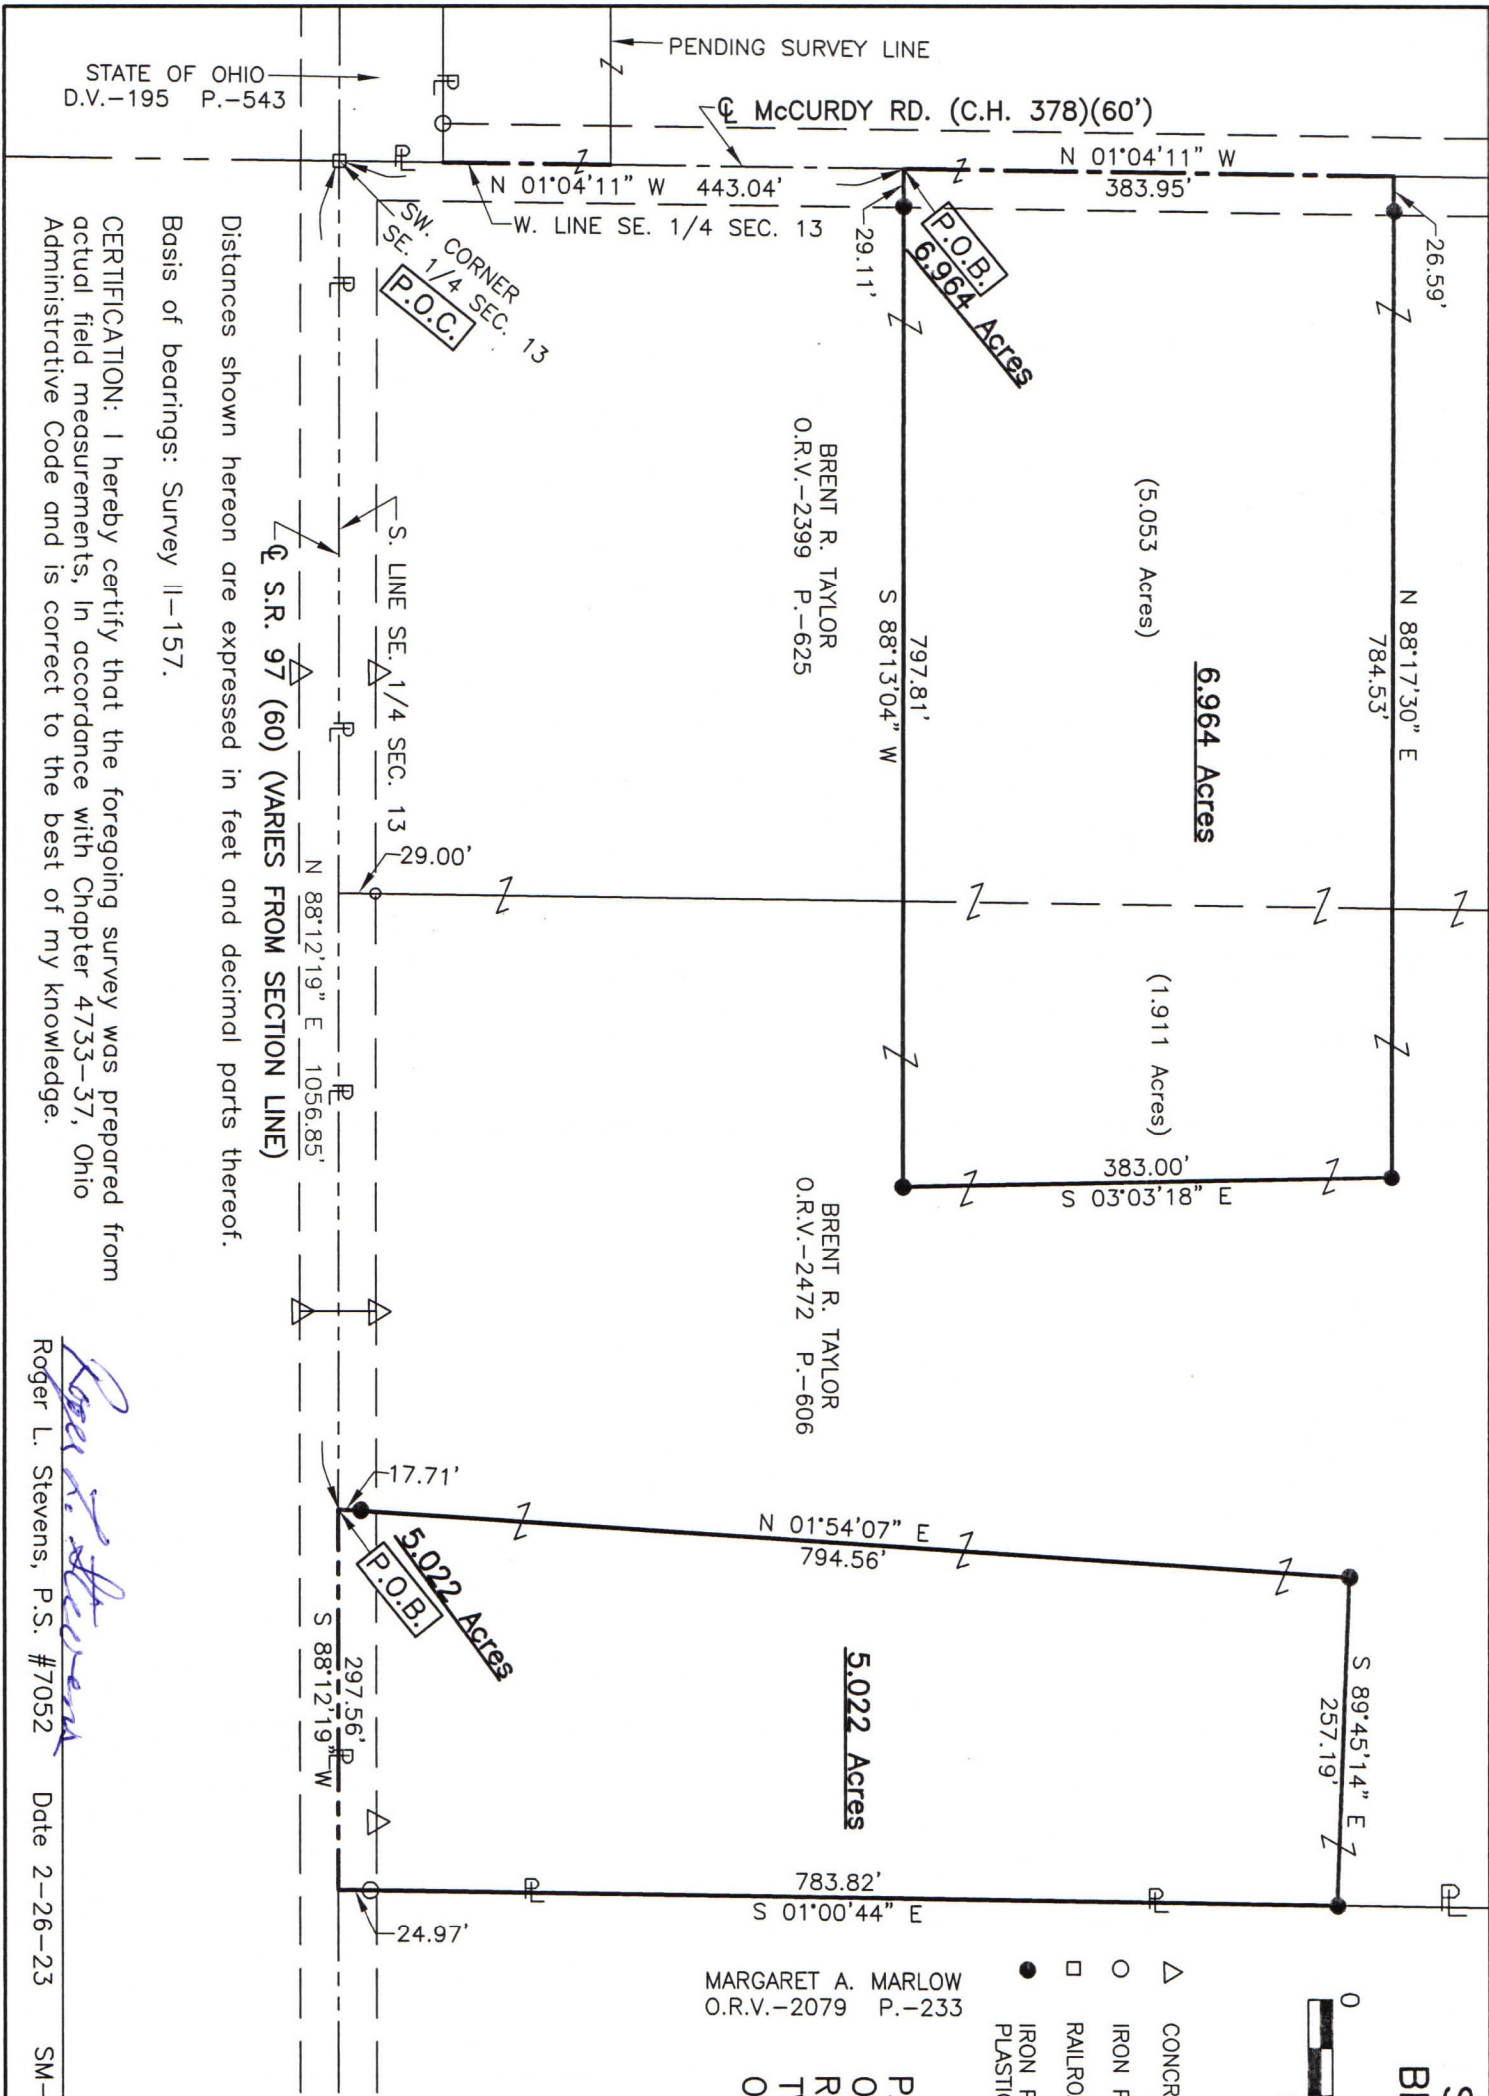 PENDING SURVEY LINE
STATE OF OHIO
D.V.-195 P.-543
℄ McCURDY RD. (C.H. 378)(60')
N 01°04'11" W
383.95'
N 01°04'11" W 443.04'
W. LINE SE. 1/4 SEC. 13
SW. CORNER
SE. 1/4 SEC. 13
P.O.C.
29.11'
P.O.B.
6.964 Acres
26.59'
N 88°17'30" E
784.53'
(5.053 Acres)
6.964 Acres
(1.911 Acres)
797.81'
S 88°13'04" W
383.00'
S 03°03'18" E
BRENT R. TAYLOR
O.R.V.-2399 P.-625
BRENT R. TAYLOR
O.R.V.-2472 P.-606
S. LINE SE. 1/4 SEC. 13
29.00'
N 88°12'19" E 1056.85'
℄ S.R. 97 (60) (VARIES FROM SECTION LINE)
17.71'
N 01°54'07" E
794.56'
5.022 Acres
P.O.B.
S 89°45'14" E
257.19'
5.022 Acres
297.56'
S 88°12'19" W
783.82'
S 01°00'44" E
24.97'
MARGARET A. MARLOW
O.R.V.-2079 P.-233
Distances shown hereon are expressed in feet and decimal parts thereof.
Basis of bearings: Survey II-157.
CERTIFICATION: I hereby certify that the foregoing survey was prepared from
actual field measurements, In accordance with Chapter 4733-37, Ohio
Administrative Code and is correct to the best of my knowledge.
Roger L. Stevens
Roger L. Stevens, P.S. #7052 Date 2-26-23 SM-
0
CONCR
IRON
RAILRO
IRON
PLASTIC
℄
℄
℄
℄
℄
℄
℄
℄
℄
℄